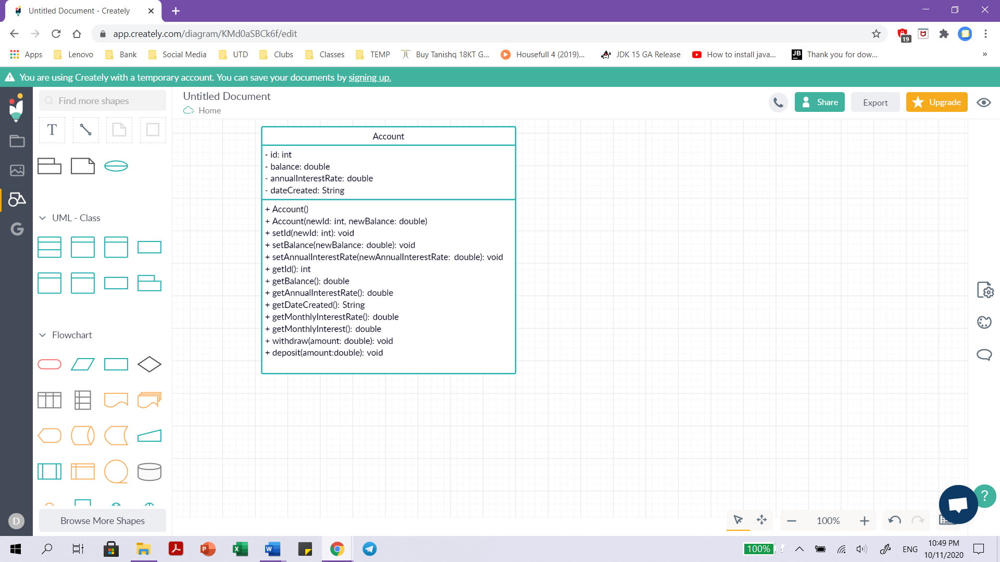 Untitled Document - Creately
app.creately.com/diagram/KMd0aSBCk6f/edit
19
Apps
Lenovo
Bank
Social Media
UTD
Clubs
Classes
TEMP
Buy Tanishq 18KT G...
Housefull 4 (2019)...
JDK 15 GA Release
How to install java...
JB
Thank you for dow...
»
You are using Creately with a temporary account. You can save your documents by signing up.
Find more shapes
Untitled Document
Home
Share
Export
Upgrade
T
UML - Class
Flowchart
Browse More Shapes
G
D
Account
- id: int
- balance: double
- annualInterestRate: double
- dateCreated: String
+ Account()
+ Account(newId: int, newBalance: double)
+ setId(newId: int): void
+ setBalance(newBalance: double): void
+ setAnnualInterestRate(newAnnualInterestRate: double): void
+ getId(): int
+ getBalance(): double
+ getAnnualInterestRate(): double
+ getDateCreated(): String
+ getMonthlyInterestRate(): double
+ getMonthlyInterest(): double
+ withdraw(amount: double): void
+ deposit(amount:double): void
?
100%
100%
ENG
10:49 PM
10/11/2020